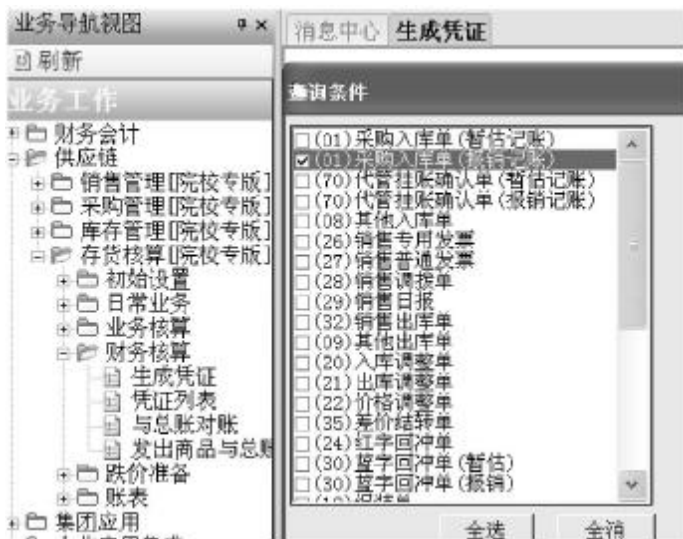 业务导航视图
刷新
业务工作
财务会计
供应链
销售管理[[院校专版]
采购管理[[院校专版]
库存管理[[院校专版]
存货核算[[院校专版]
初始设置
日常业务
业务核算
财务核算
生成凭证
凭证列表
与总账对账
发出商品与总账
跌价准备
账表
集团应用
消息中心 生成凭证
查询条件
(01)采购入库单(暂估记账)
(01)采购入库单(报销记账)
(70)代管挂账确认单(暂估记账)
(70)代管挂账确认单(报销记账)
(08)其他入库单
(26)销售专用发票
(27)销售普通发票
(28)销售调拨单
(29)销售日报
(32)销售出库单
(09)其他出库单
(20)入库调整单
(21)出库调整单
(22)价格调整单
(35)差价结转单
(24)红字回冲单
(30)蓝字回冲单(暂估)
(30)蓝字回冲单(报销)
全选 全消